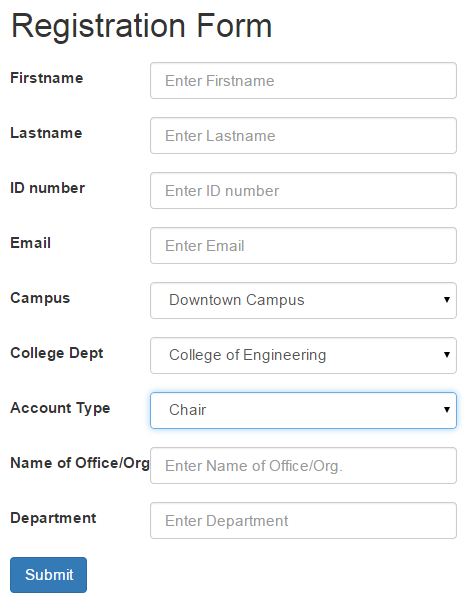 Registration Form
Firstname Enter Firstname
Lastname Enter Lastname
ID number Enter ID number
Email Enter Email
Campus Downtown Campus
College Dept College of Engineering
Account Type Chair
Name of Office/Org Enter Name of Office/Org.
Department Enter Department
Submit